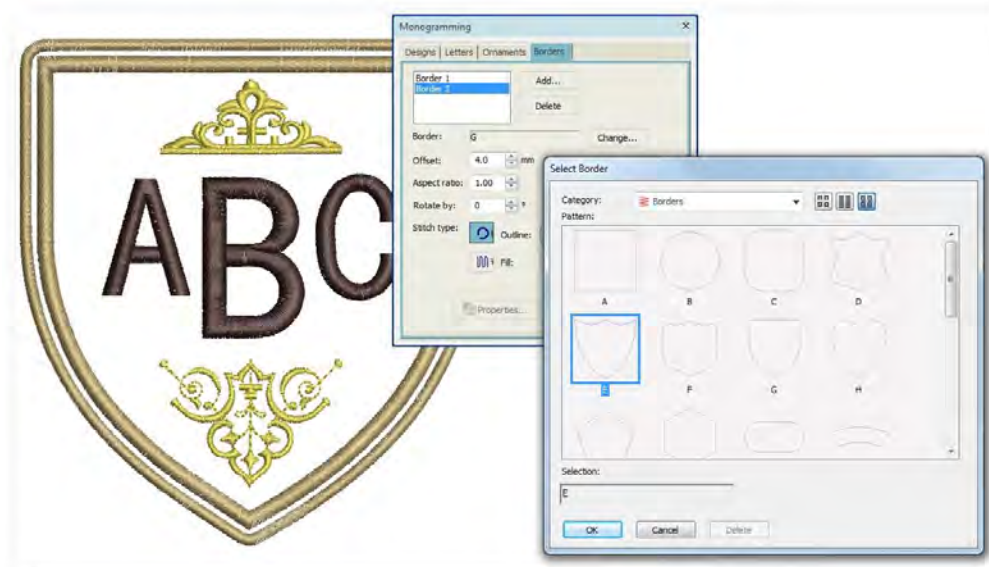 ABC
Monogramming
Designs Letters Ornaments Borders
Border 1
Border 2
Add...
Delete
Border: G Change...
Offset: 4.0 mm
Aspect ratio: 1.00
Rotate by: 0 °
Stitch type: Outline:
Fill:
Properties...
Select Border
Category: Borders
Pattern:
A B C D
E F G H
Selection:
E
OK Cancel Delete